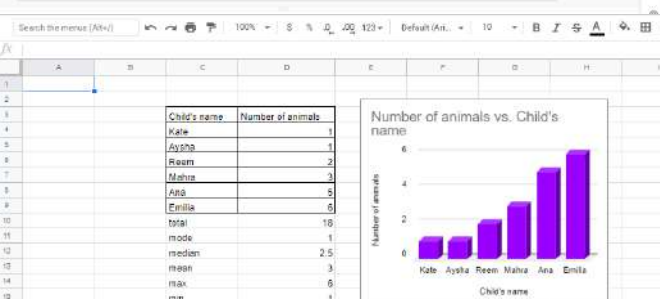 Search the menus (Alt+/) 100% $ % .0 .00 123 Default (Ari... 10 B I S A
fx
A B C D E F G H
1
2
3 Child's name Number of animals
4 Kate 1
5 Aysha 1
6 Reem 2
7 Mahra 3
8 Ana 5
9 Emilia 6
10 total 18
11 mode 1
12 median 2.5
13 mean 3
14 max 6
15 min 1
Number of animals vs. Child's
name
Number of animals
6
4
2
0
Kate Aysha Reem Mahra Ana Emilia
Child's name